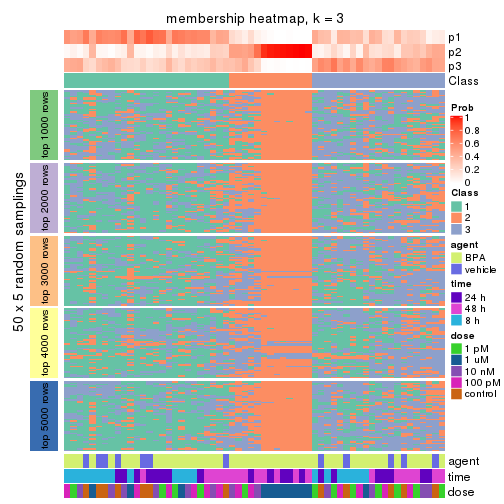 membership heatmap, k = 3
p1
p2
p3
Class
50 x 5 random samplings
top 1000 rows
top 2000 rows
top 3000 rows
top 4000 rows
top 5000 rows
agent
time
dose
Prob
1
0.8
0.6
0.4
0.2
0
Class
1
2
3
agent
BPA
vehicle
time
24 h
48 h
8 h
dose
1 pM
1 uM
10 nM
100 pM
control